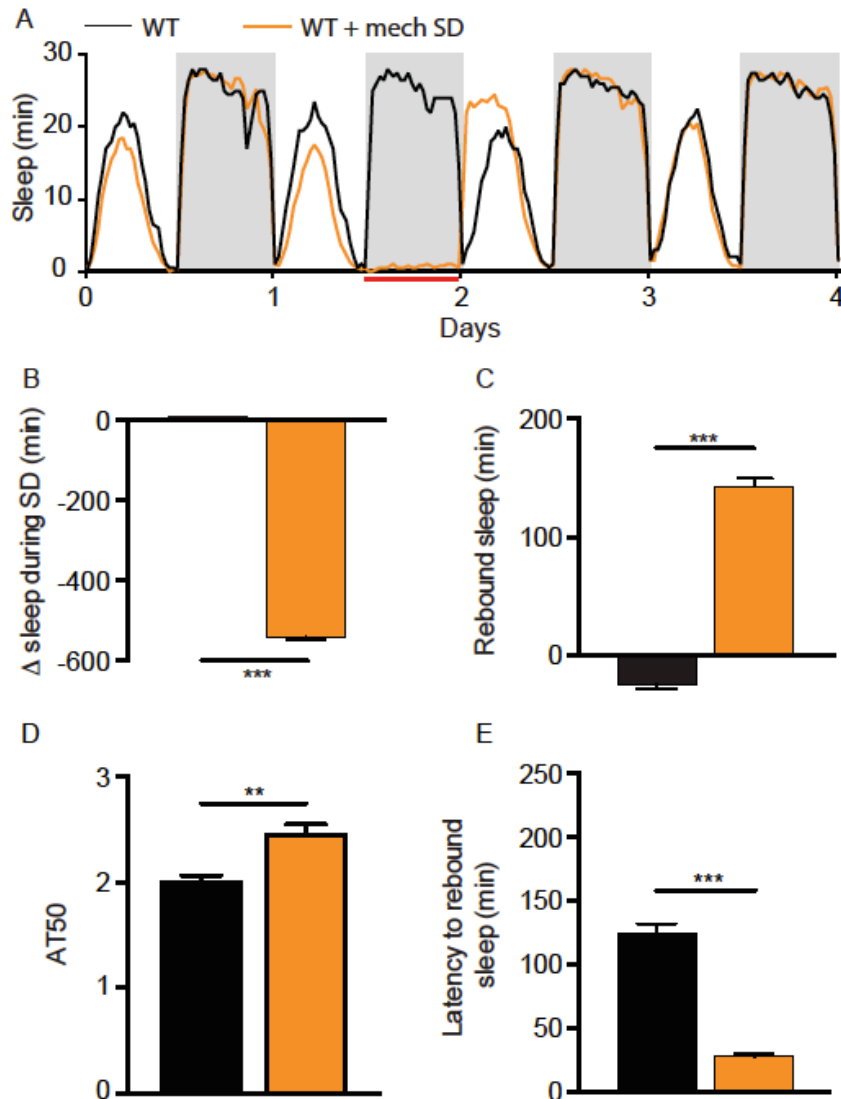 A
WT
WT + mech SD
Sleep (min)
30
20
10
0
0
1
2
3
4
Days
B
Δ sleep during SD (min)
0
-200
-400
-600
***
C
Rebound sleep (min)
200
100
0
***
D
AT50
3
2
1
0
**
E
Latency to rebound
sleep (min)
250
200
150
100
50
0
***